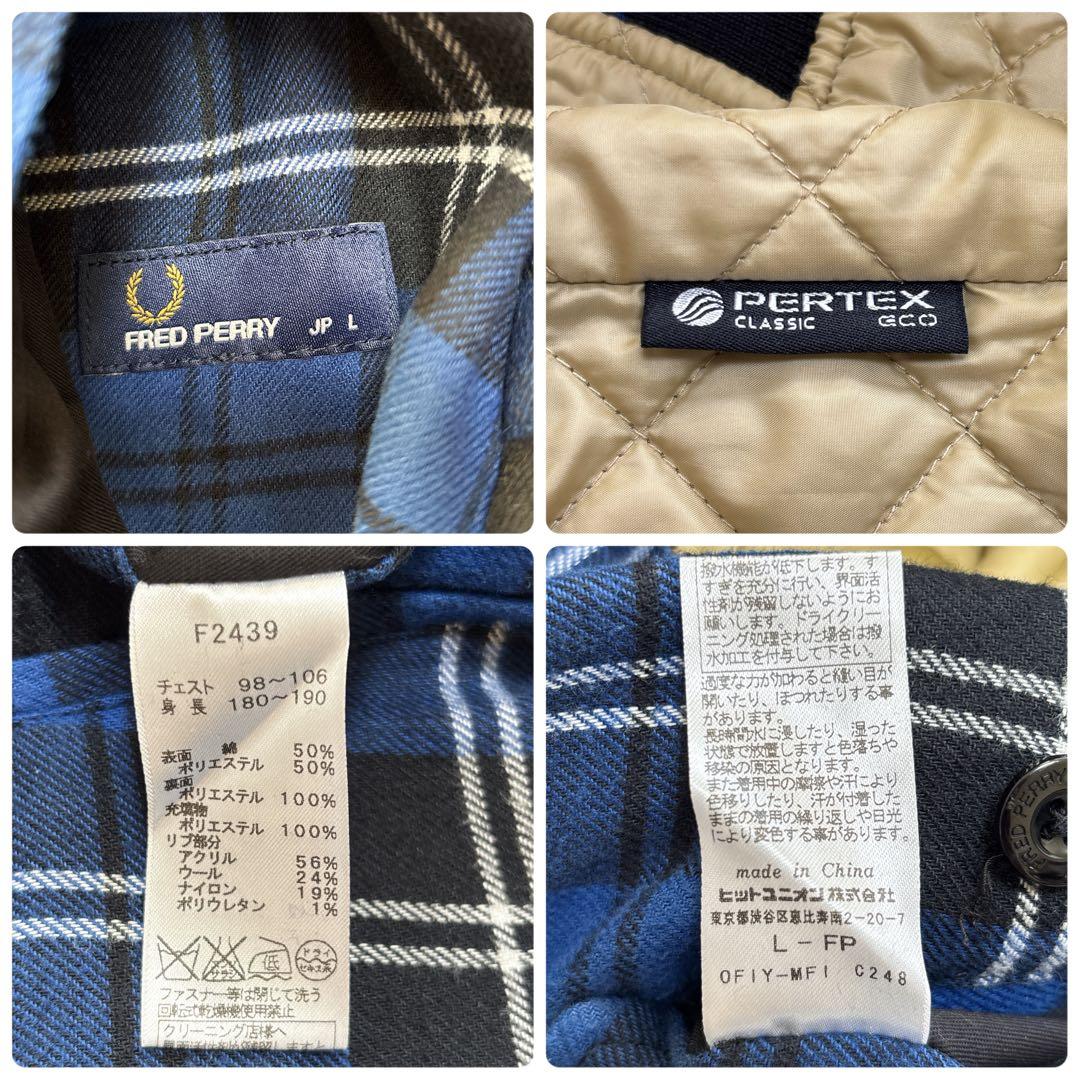 FRED PERRY JP L
PERTEX
CLASSIC ECO
F2439
チェスト 98～106
身長 180～190
表面 綿 50%
ポリエステル 50%
裏面
ポリエステル 100%
充填物
ポリエステル 100%
リブ部分
アクリル 56%
ウール 24%
ナイロン 19%
ポリウレタン 1%
低 ドライ セキユ系
ファスナー等は閉じて洗う
回転式乾燥機使用禁止
クリーニング店様へ
撥水機能が低下します。す
すぎを充分に行い、界面活
性剤が残留しないようにお
願いします。ドライクリー
ニング処理された場合は撥
水加工を付与して下さい。
過度な力が加わると縫い目が
開いたり、ほつれたりする事
があります。
長時間水に浸したり、湿った
状態で放置しますと色落ちや
移染の原因となります。
また着用中の摩擦や汗により
色移りしたり、汗が付着した
ままの着用の繰り返しや日光
により変色する事があります。
made in China
ヒットユニオン株式会社
東京都渋谷区恵比寿南2-20-7
L-FP
OFIY-MFI C248
FRED PERRY